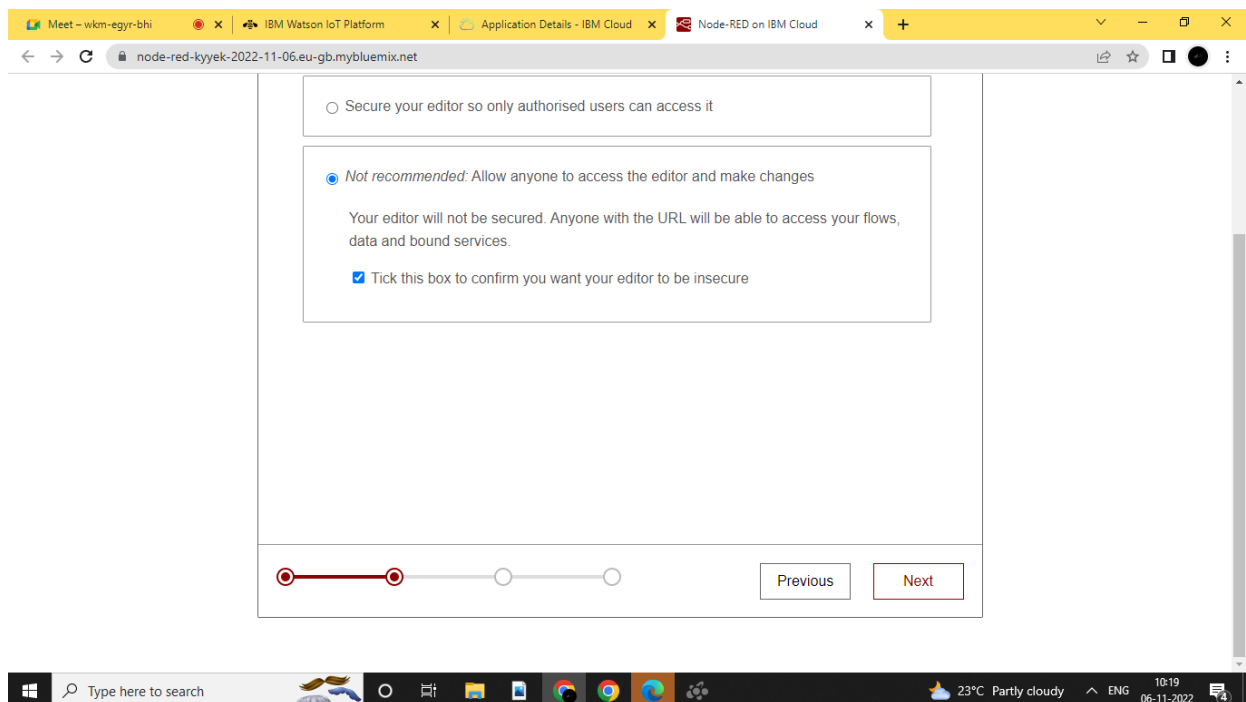 Meet – wkm-egyr-bhi
IBM Watson IoT Platform
Application Details - IBM Cloud
Node-RED on IBM Cloud
node-red-kyyek-2022-11-06.eu-gb.mybluemix.net
Secure your editor so only authorised users can access it
Not recommended: Allow anyone to access the editor and make changes
Your editor will not be secured. Anyone with the URL will be able to access your flows,
data and bound services.
Tick this box to confirm you want your editor to be insecure
Previous
Next
Type here to search
23°C Partly cloudy
ENG
10:19
06-11-2022
4